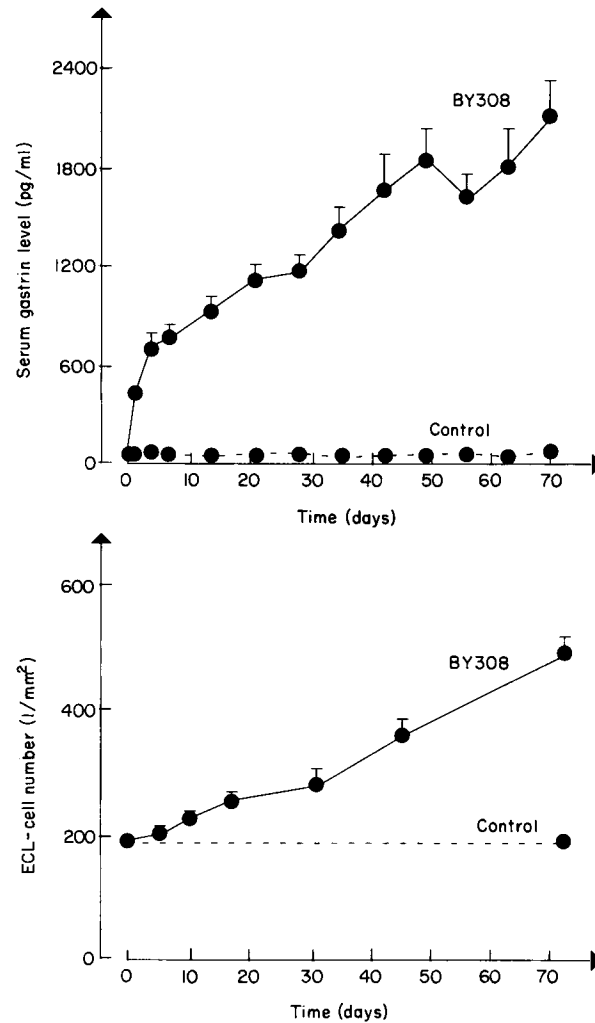 2400
BY308
1800
Serum gastrin level (pg/ml)
1200
600
Control
0
0 10 20 30 40 50 60 70
Time (days)
600
BY308
400
ECL-cell number (1/mm²)
Control
200
0
0 10 20 30 40 50 60 70
Time (days)